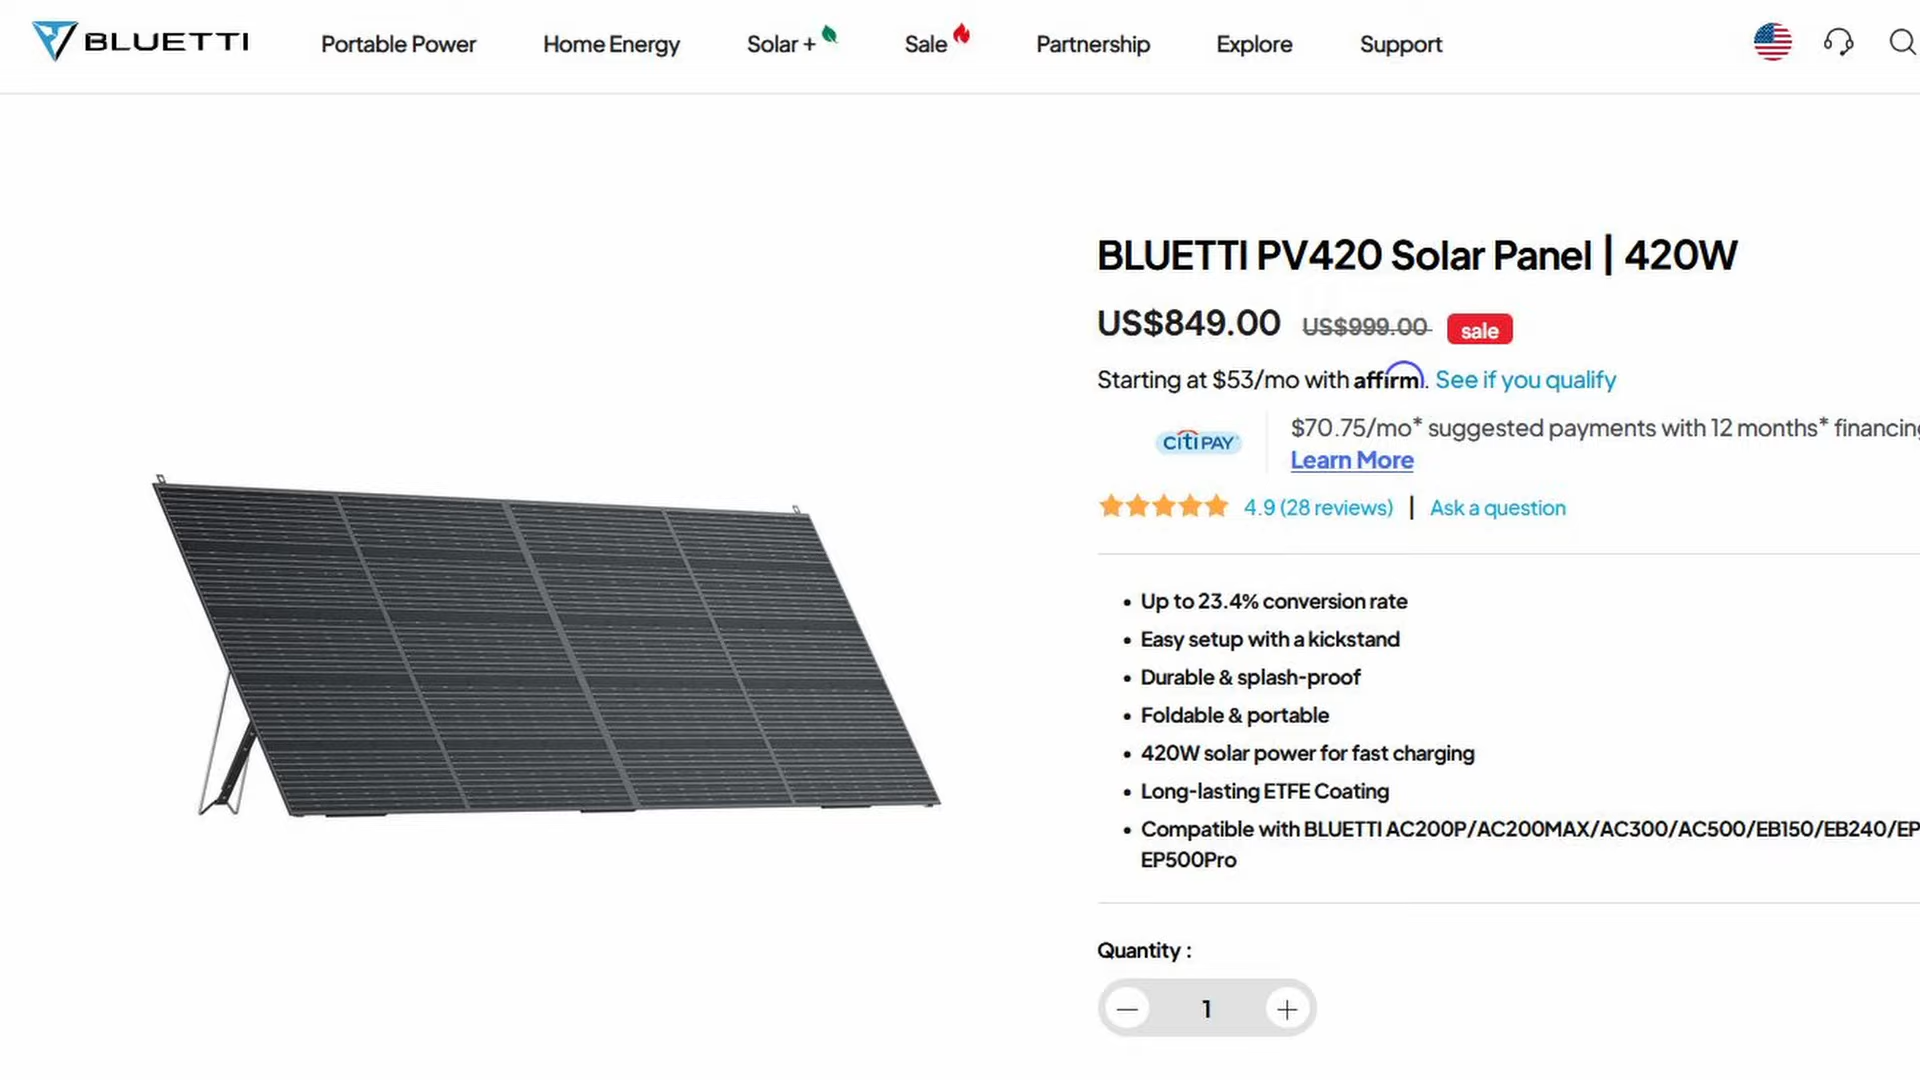 BLUETTI
Portable Power
Home Energy
Solar +
Sale
Partnership
Explore
Support
BLUETTI PV420 Solar Panel | 420W
US$849.00 US$999.00 sale
Starting at $53/mo with affirm. See if you qualify
citi PAY
$70.75/mo* suggested payments with 12 months* financing
Learn More
4.9 (28 reviews) | Ask a question
• Up to 23.4% conversion rate
• Easy setup with a kickstand
• Durable & splash-proof
• Foldable & portable
• 420W solar power for fast charging
• Long-lasting ETFE Coating
• Compatible with BLUETTI AC200P/AC200MAX/AC300/AC500/EB150/EB240/EP
EP500Pro
Quantity :
1